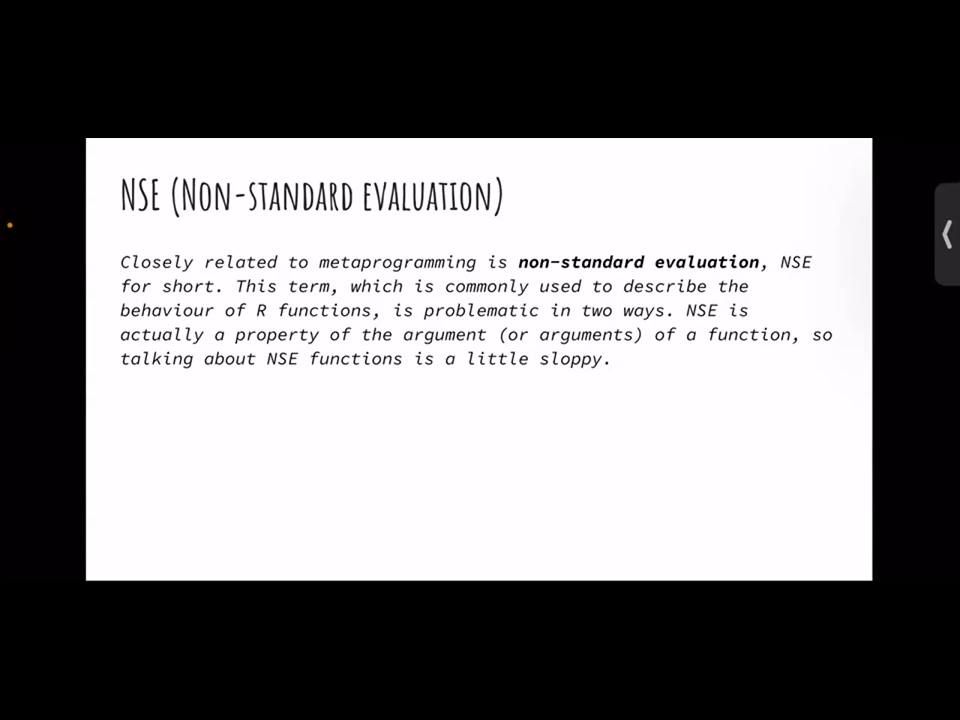 NSE (Non-standard evaluation)
Closely related to metaprogramming is non-standard evaluation, NSE
for short. This term, which is commonly used to describe the
behaviour of R functions, is problematic in two ways. NSE is
actually a property of the argument (or arguments) of a function, so
talking about NSE functions is a little sloppy.